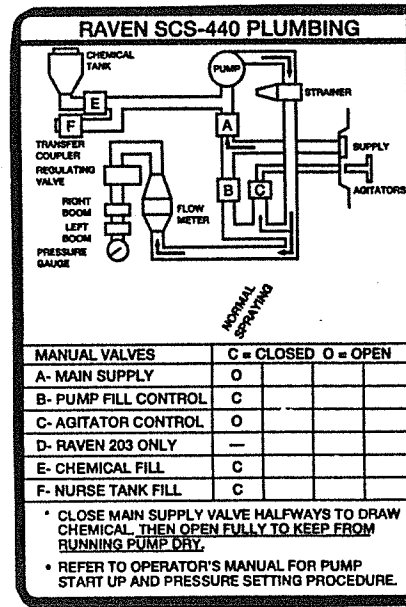 RAVEN SCS-440 PLUMBING
CHEMICAL
TANK
PUMP
E
STRAINER
F
A
TRANSFER
COUPLER
SUPPLY
REGULATING
VALVE
B
C
AGITATORS
RIGHT
BOOM
FLOW
METER
LEFT
BOOM
PRESSURE
GAUGE
NORMAL
SPRAYING
MANUAL VALVES C = CLOSED O = OPEN
A- MAIN SUPPLY O
B- PUMP FILL CONTROL C
C- AGITATOR CONTROL O
D- RAVEN 203 ONLY —
E- CHEMICAL FILL C
F- NURSE TANK FILL C
* CLOSE MAIN SUPPLY VALVE HALFWAYS TO DRAW
CHEMICAL, THEN OPEN FULLY TO KEEP FROM
RUNNING PUMP DRY.
• REFER TO OPERATOR'S MANUAL FOR PUMP
START UP AND PRESSURE SETTING PROCEDURE.